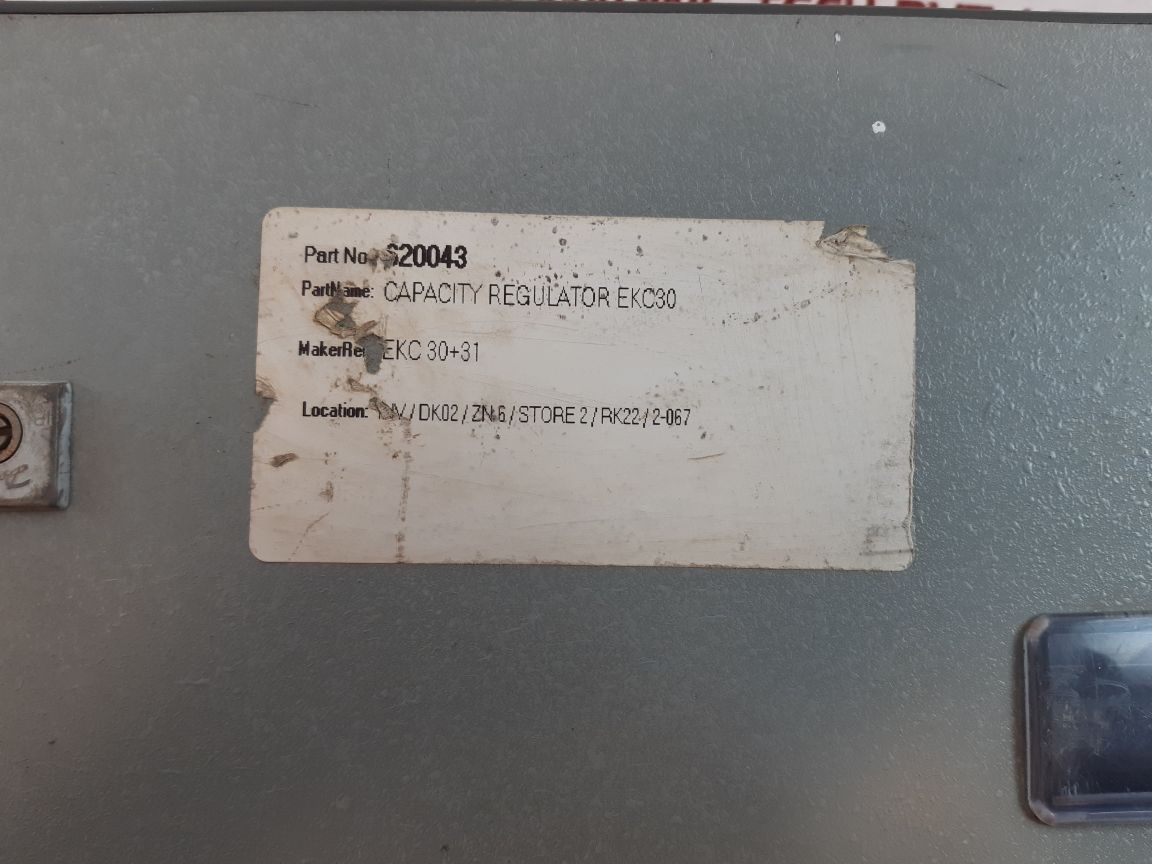 Part No 620043
PartName: CAPACITY REGULATOR EKC30
MakerRe EKC 30+31
Location: / DK02 / ZN 6 / STORE 2 / RK22 / 2-067